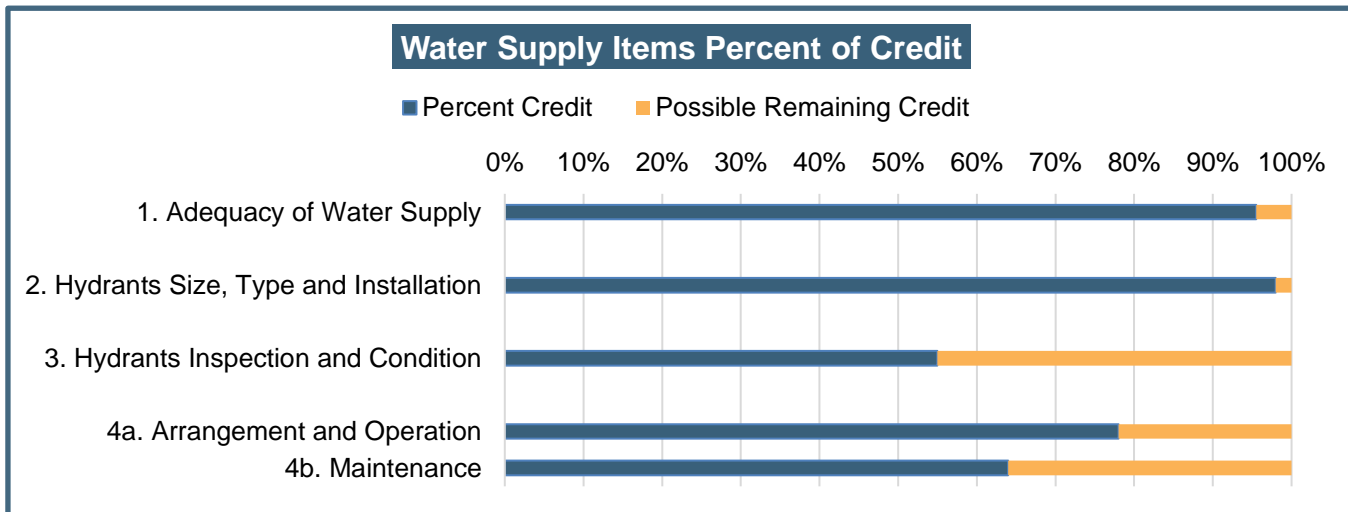 Water Supply Items Percent of Credit
Percent Credit Possible Remaining Credit
0% 10% 20% 30% 40% 50% 60% 70% 80% 90% 100%
1. Adequacy of Water Supply
2. Hydrants Size, Type and Installation
3. Hydrants Inspection and Condition
4a. Arrangement and Operation
4b. Maintenance